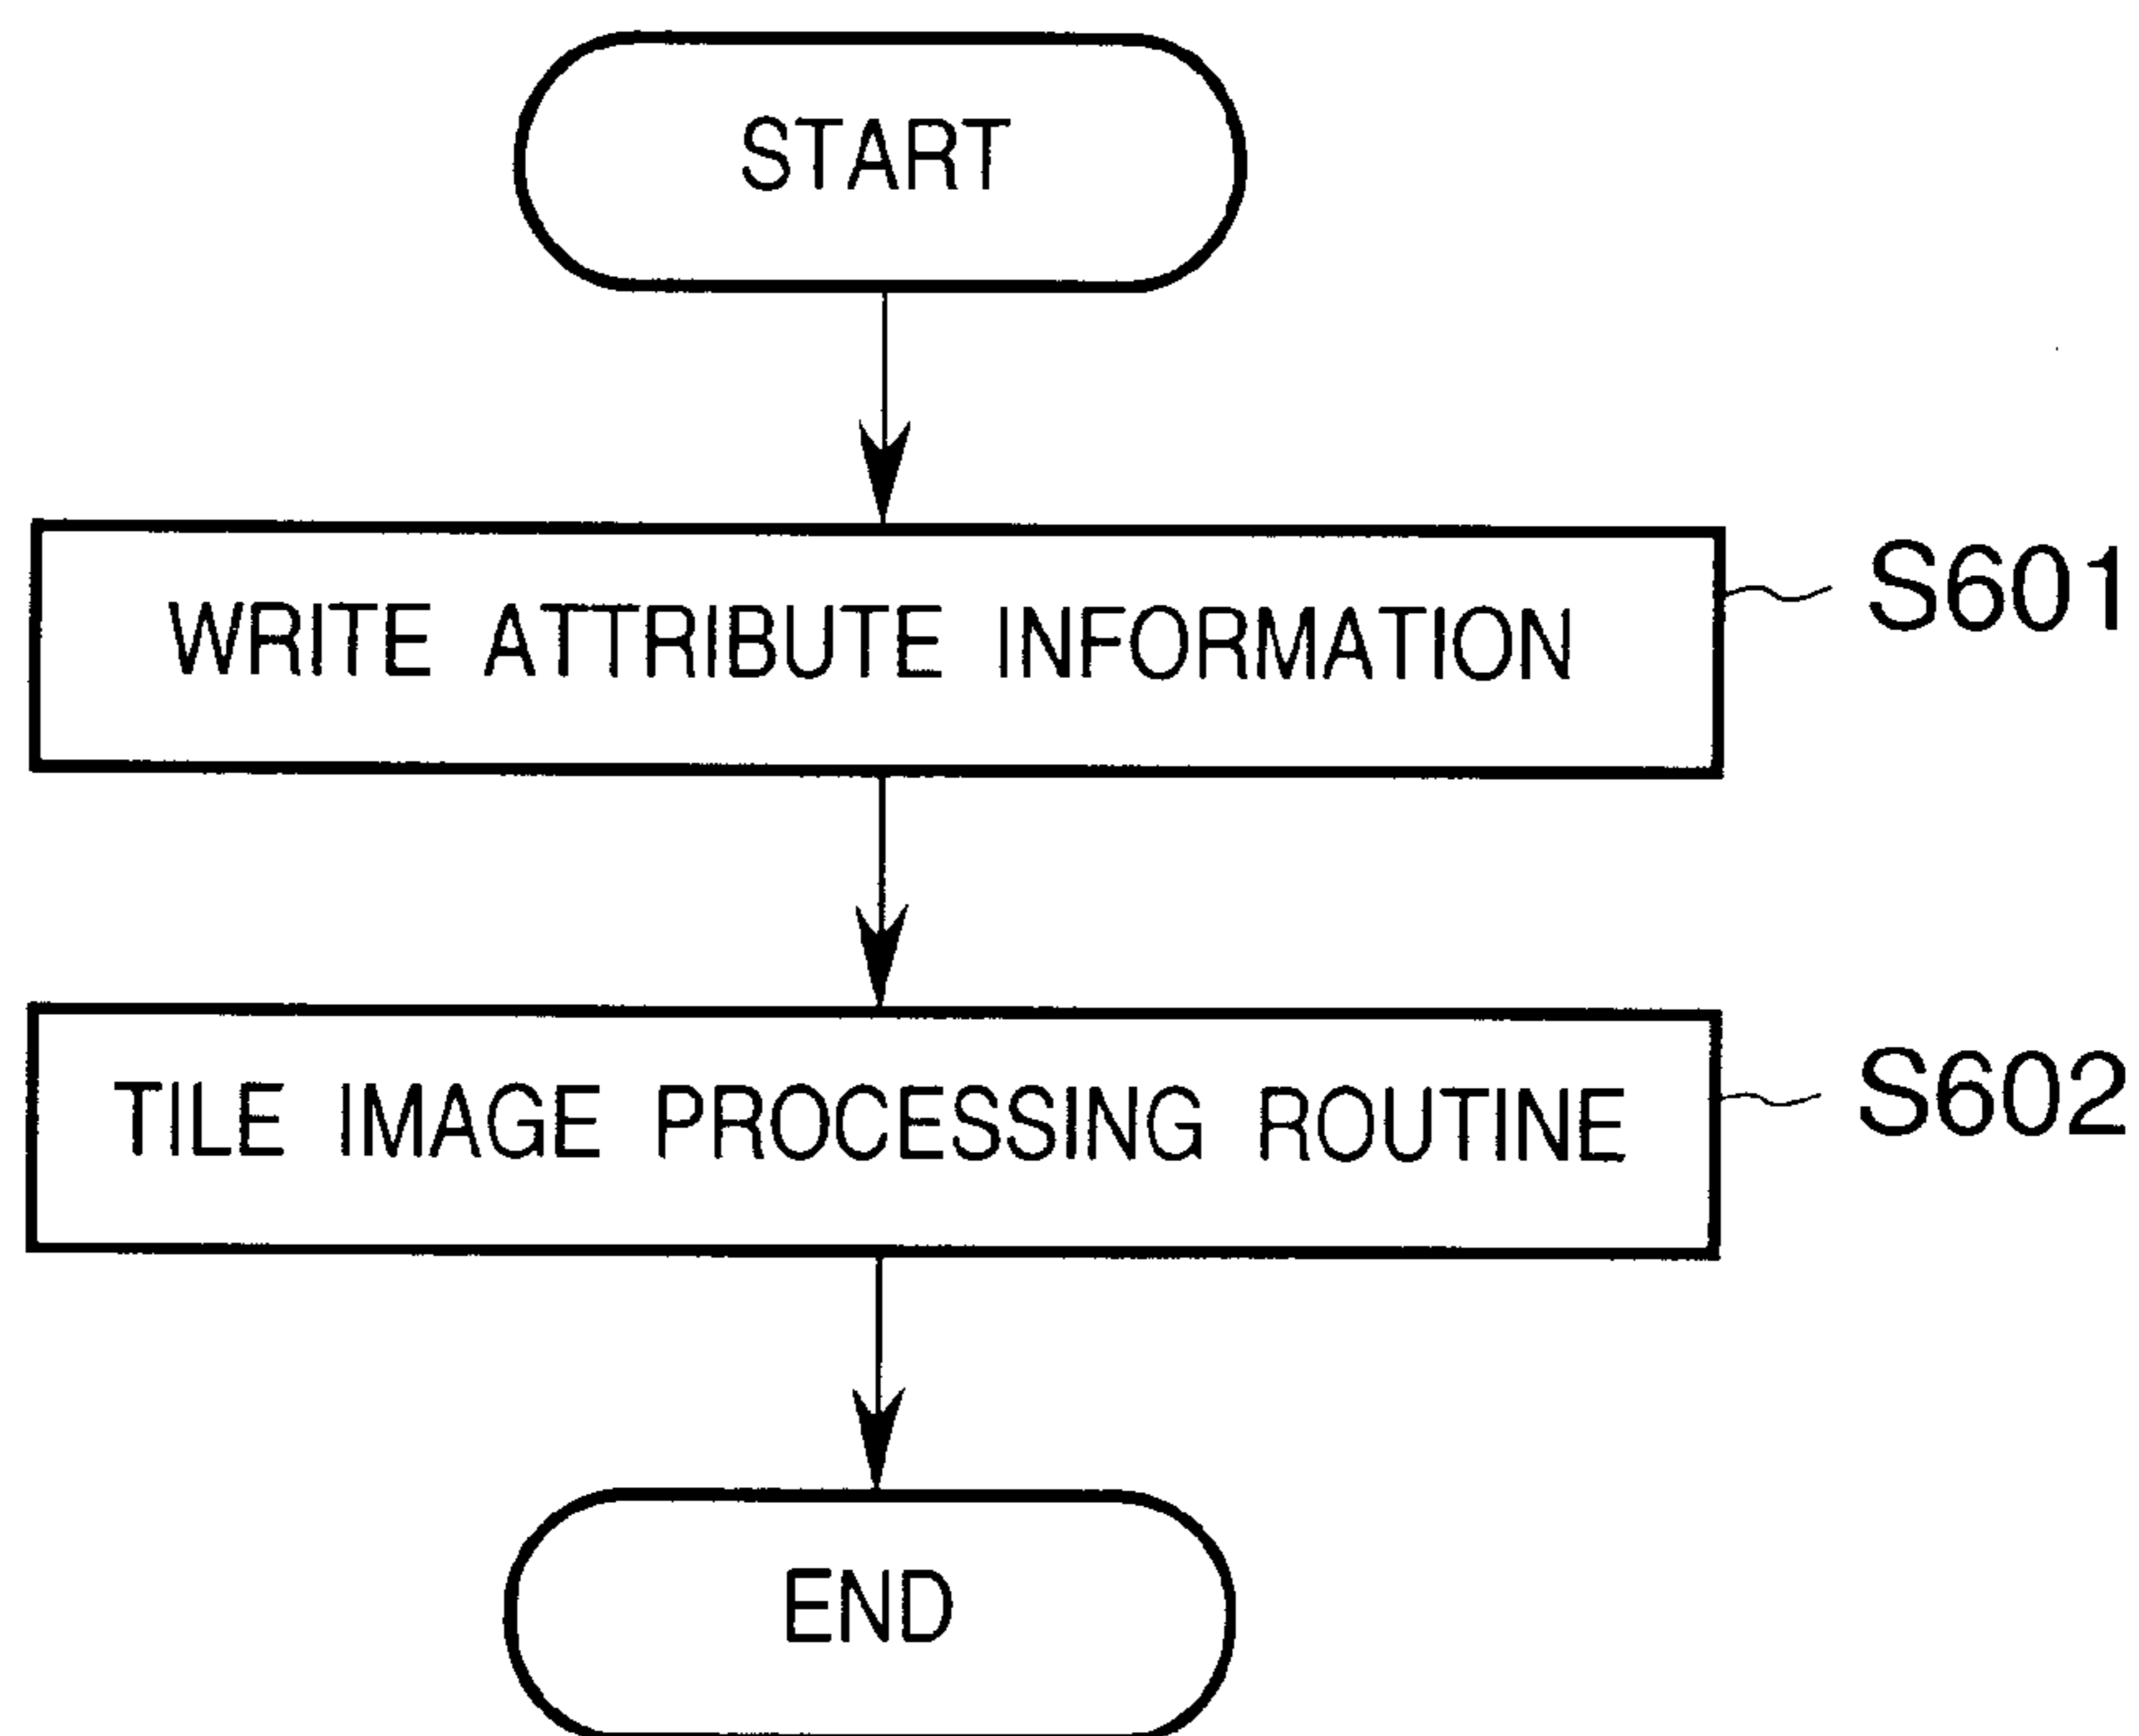 START
WRITE ATTRIBUTE INFORMATION
S601
TILE IMAGE PROCESSING ROUTINE
S602
END